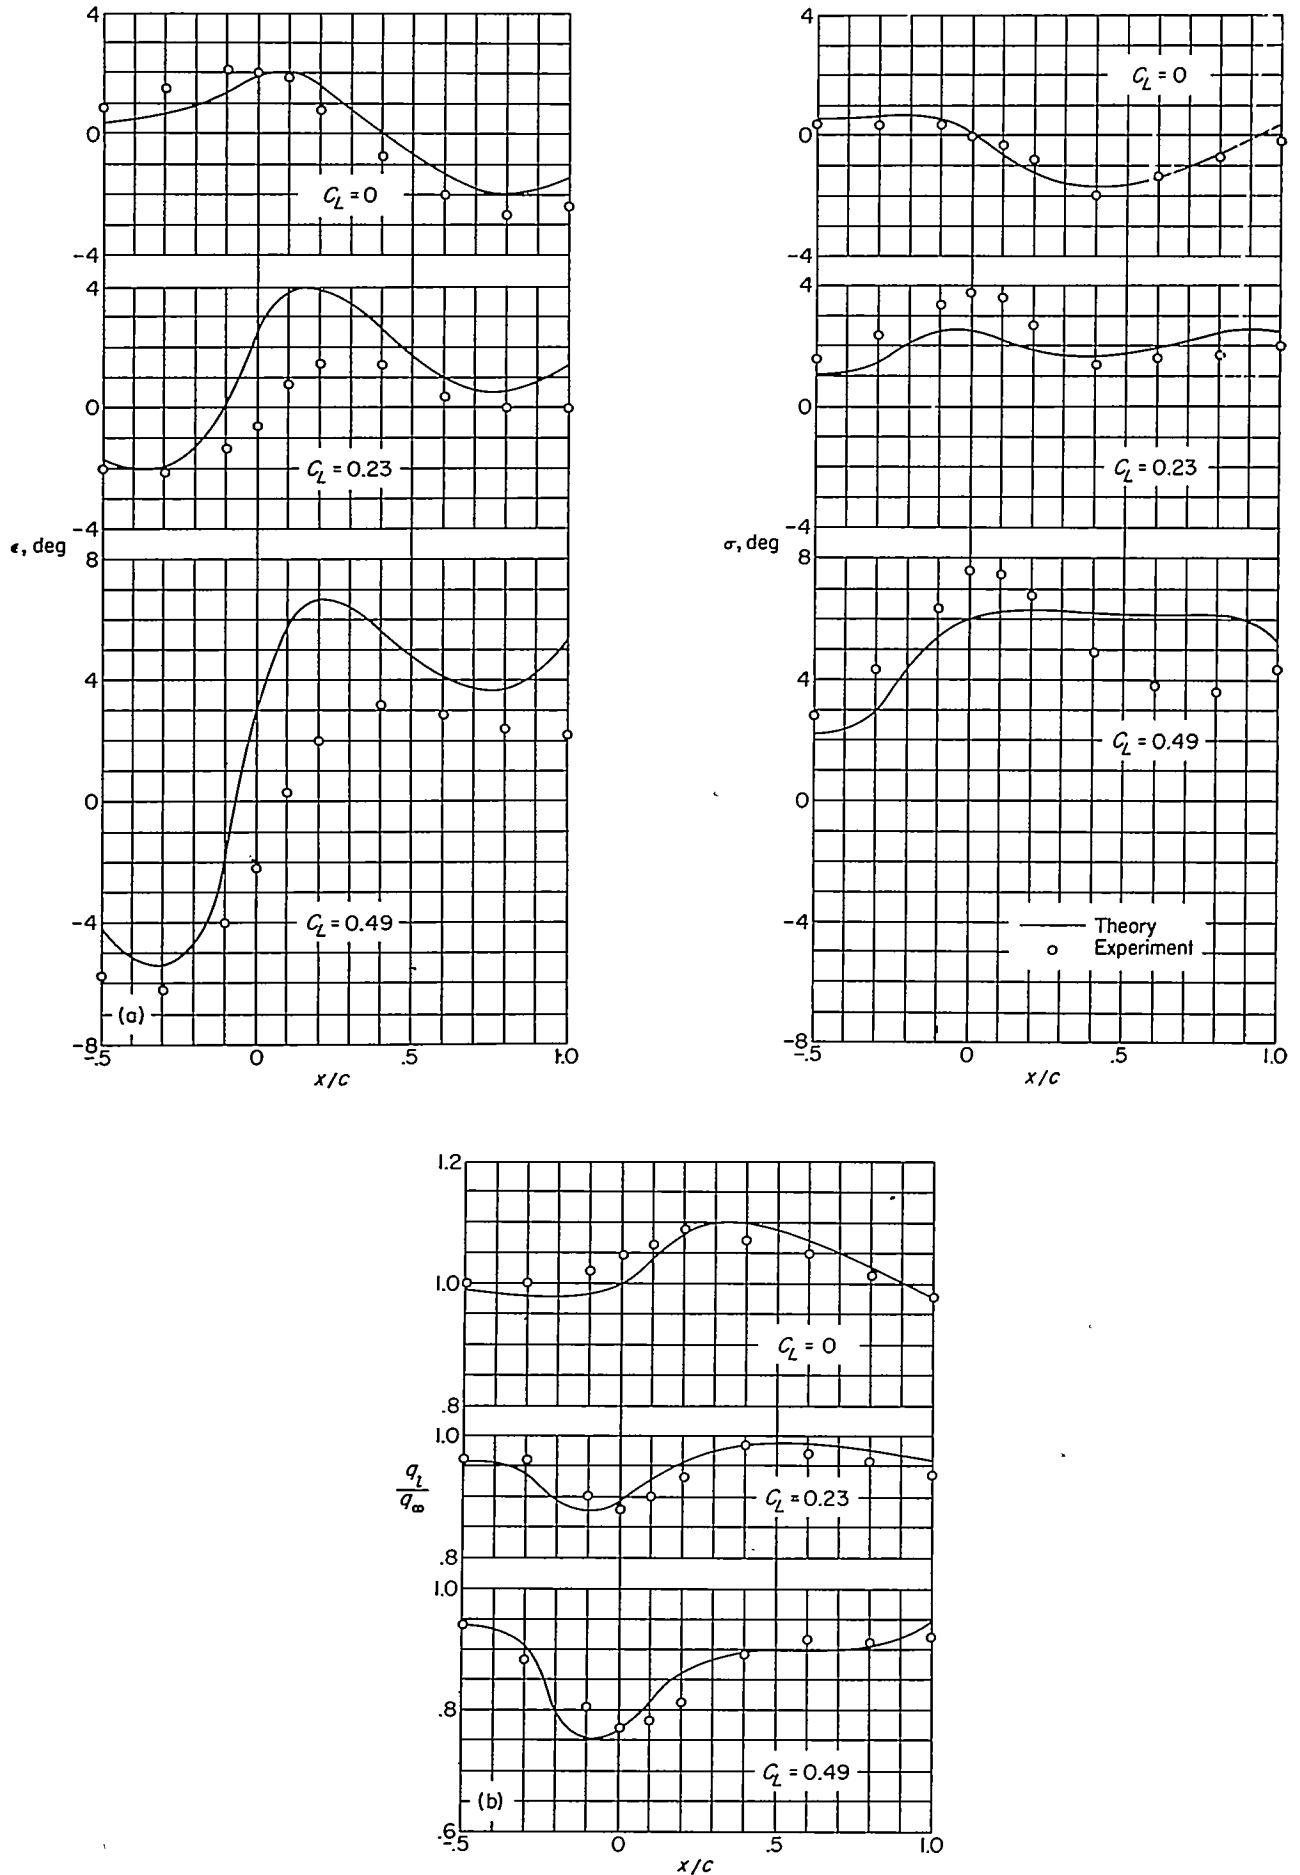 4
0
-4
C_L = 0
4
0
-4
C_L = 0.23
ϵ, deg
8
4
0
-4
-8
C_L = 0.49
(a)
-.5 0 .5 1.0
x/c
4
0
-4
C_L = 0
4
0
-4
C_L = 0.23
σ, deg
8
4
0
-4
-8
C_L = 0.49
Theory
Experiment
-.5 0 .5 1.0
x/c
1.2
1.0
.8
C_L = 0
1.0
.8
C_L = 0.23
q_l
q_∞
1.0
.8
.6
C_L = 0.49
(b)
-.5 0 .5 1.0
x/c